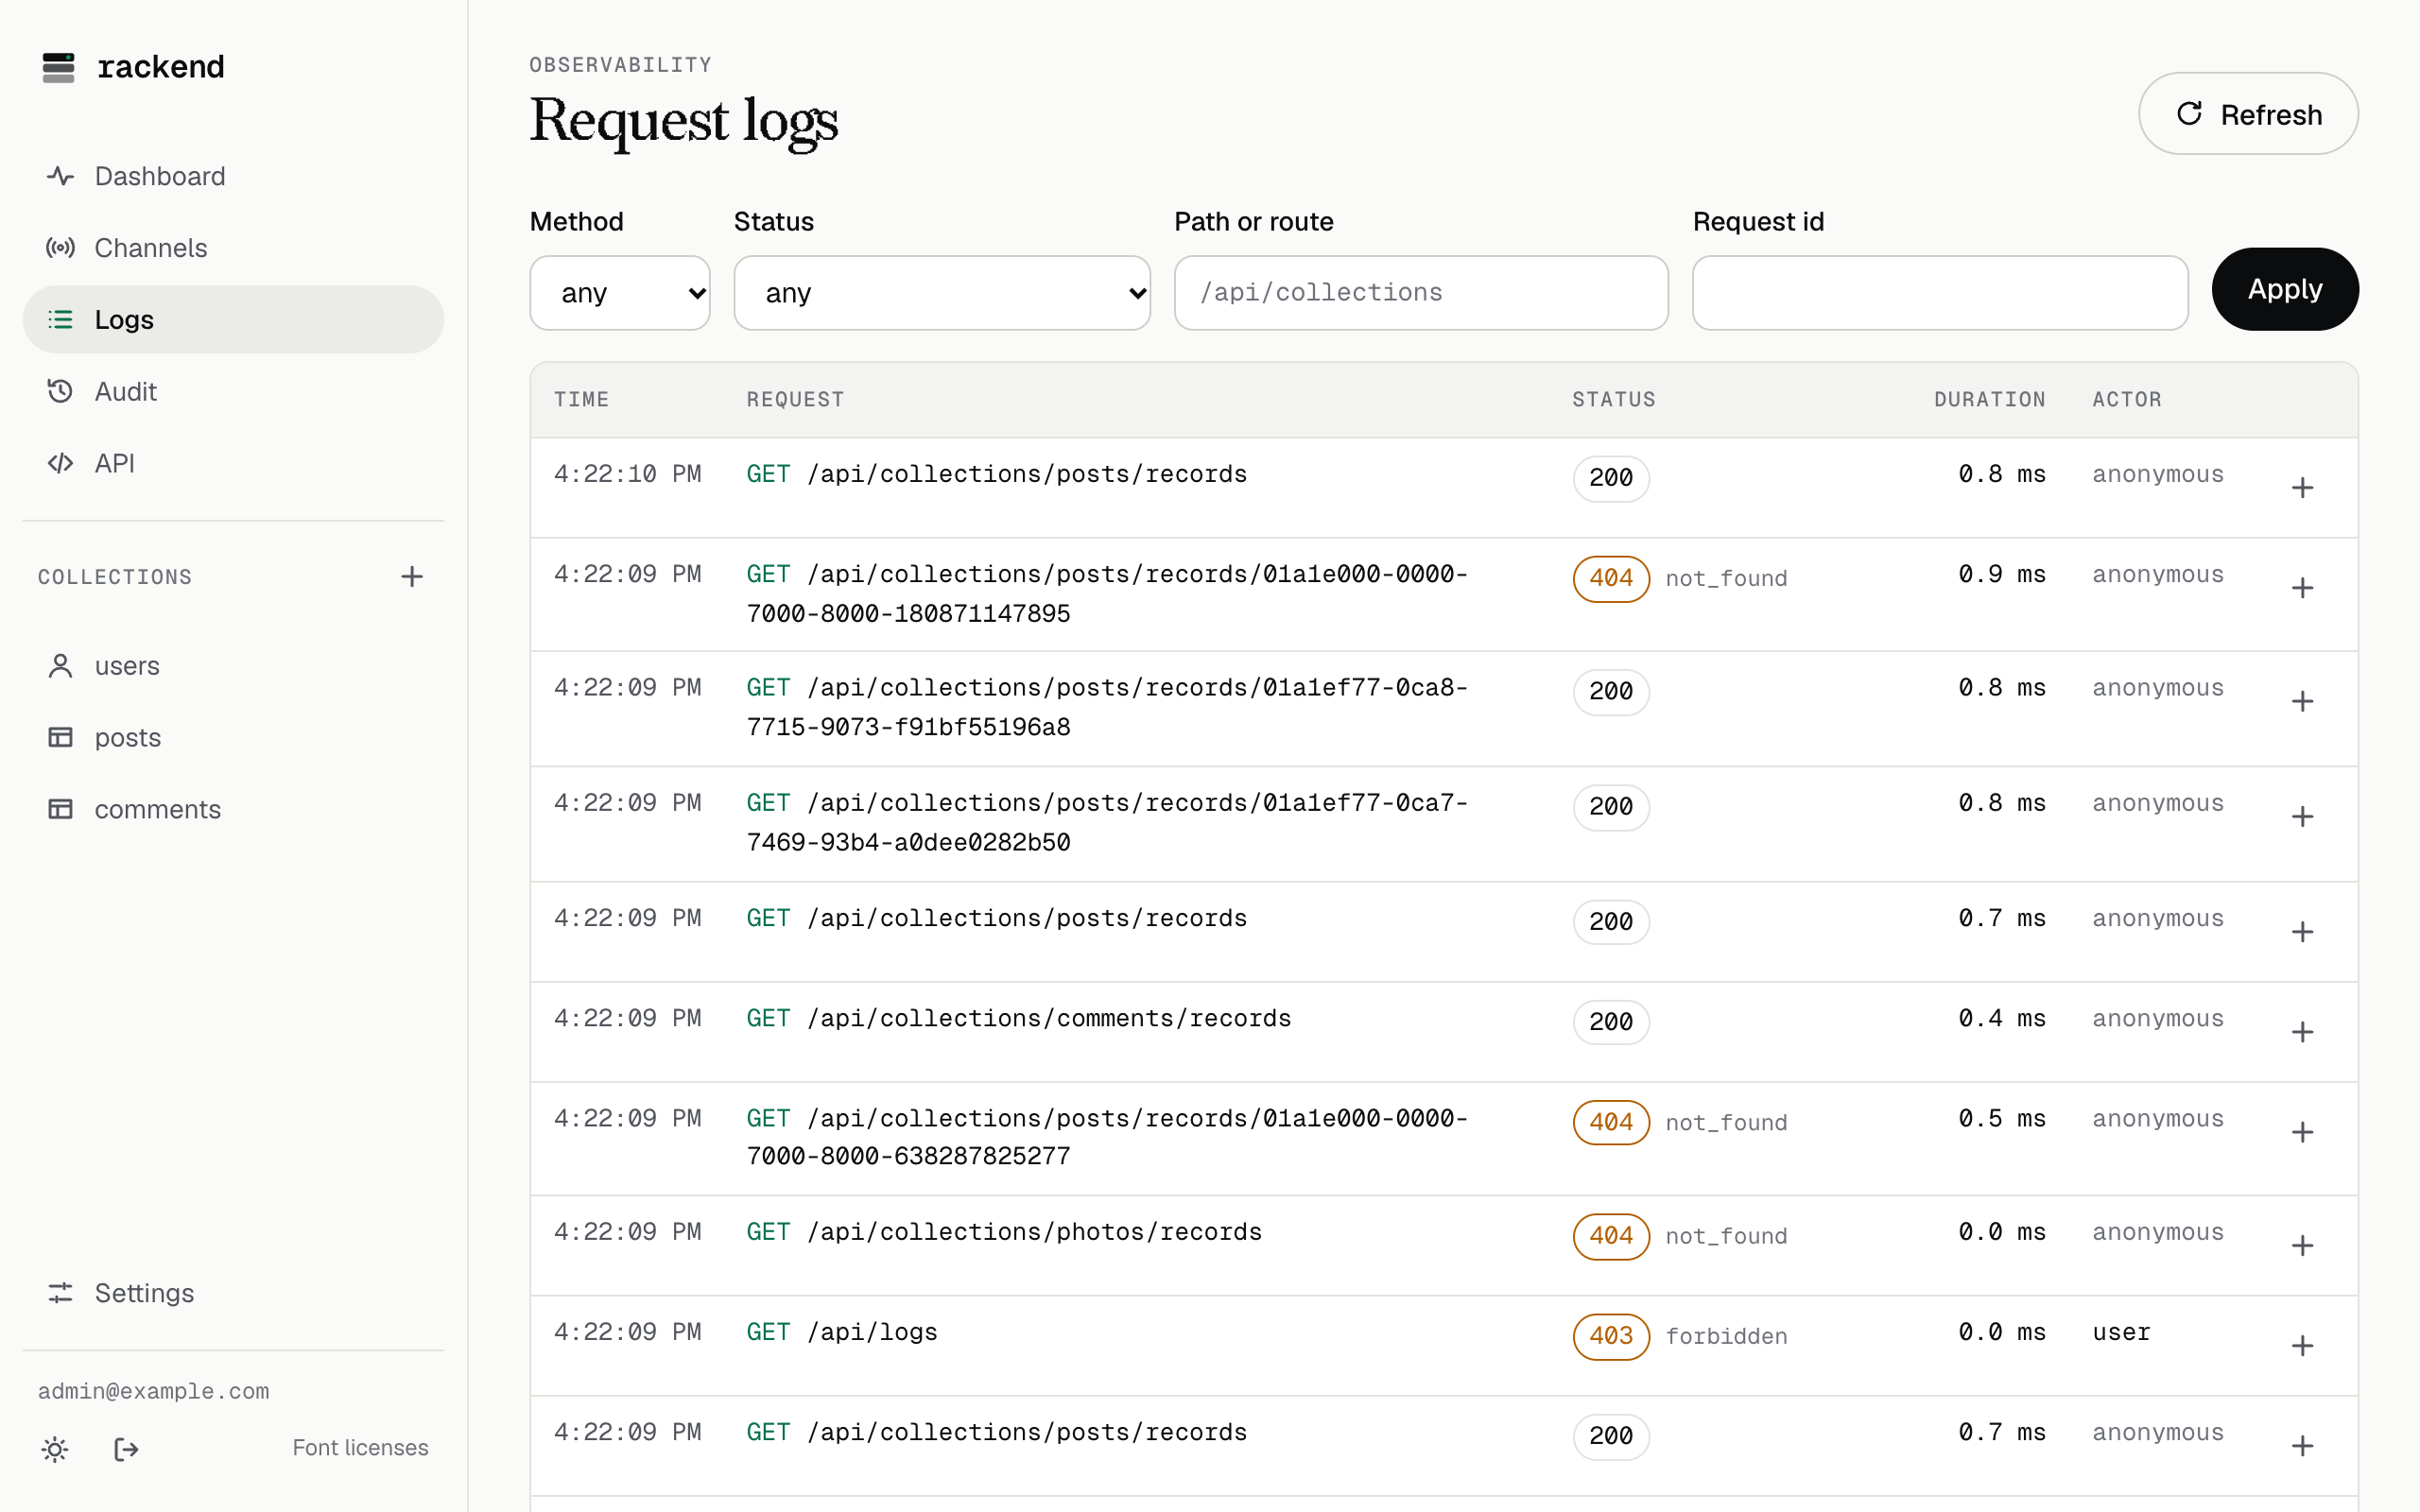 rackend
Dashboard
Channels
Logs
Audit
API
COLLECTIONS
users
posts
comments
Settings
admin@example.com
Font licenses
OBSERVABILITY
Request logs
Refresh
Method
Status
Path or route
Request id
any
any
/api/collections
Apply
TIME REQUEST STATUS DURATION ACTOR
4:22:10 PM GET /api/collections/posts/records 200 0.8 ms anonymous
4:22:09 PM GET /api/collections/posts/records/01a1e000-0000- 404 not_found 0.9 ms anonymous
7000-8000-180871147895
4:22:09 PM GET /api/collections/posts/records/01a1ef77-0ca8- 200 0.8 ms anonymous
7715-9073-f91bf55196a8
4:22:09 PM GET /api/collections/posts/records/01a1ef77-0ca7- 200 0.8 ms anonymous
7469-93b4-a0dee0282b50
4:22:09 PM GET /api/collections/posts/records 200 0.7 ms anonymous
4:22:09 PM GET /api/collections/comments/records 200 0.4 ms anonymous
4:22:09 PM GET /api/collections/posts/records/01a1e000-0000- 404 not_found 0.5 ms anonymous
7000-8000-638287825277
4:22:09 PM GET /api/collections/photos/records 404 not_found 0.0 ms anonymous
4:22:09 PM GET /api/logs 403 forbidden 0.0 ms user
4:22:09 PM GET /api/collections/posts/records 200 0.7 ms anonymous